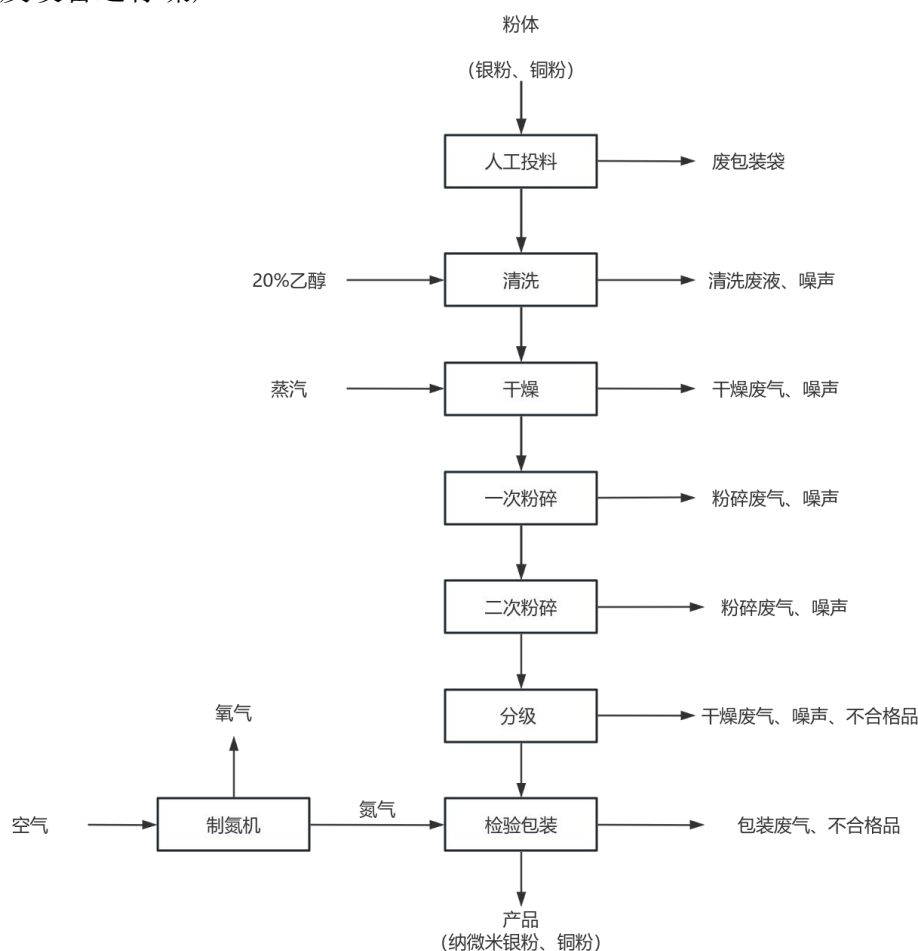 粉体
（银粉、铜粉）
人工投料
废包装袋
20%乙醇
清洗
清洗废液、噪声
蒸汽
干燥
干燥废气、噪声
一次粉碎
粉碎废气、噪声
二次粉碎
粉碎废气、噪声
氧气
分级
干燥废气、噪声、不合格品
空气
制氮机
氮气
检验包装
包装废气、不合格品
产品
（纳微米银粉、铜粉）